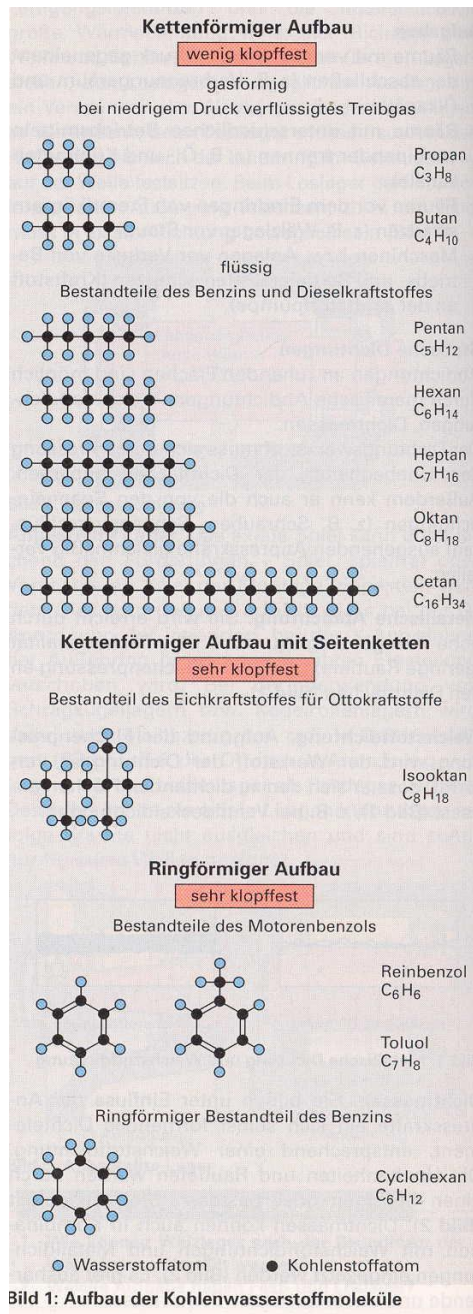 Kettenförmiger Aufbau
wenig klopffest
gasförmig
bei niedrigem Druck verflüssigtes Treibgas
Propan
C₃H₈
Butan
C₄H₁₀
flüssig
Bestandteile des Benzins und Dieselkraftstoffes
Pentan
C₅H₁₂
Hexan
C₆H₁₄
Heptan
C₇H₁₆
Oktan
C₈H₁₈
Cetan
C₁₆H₃₄
Kettenförmiger Aufbau mit Seitenketten
sehr klopffest
Bestandteil des Eichkraftstoffes für Ottokraftstoffe
Isooktan
C₈H₁₈
Ringförmiger Aufbau
sehr klopffest
Bestandteile des Motorenbenzols
Reinbenzol
C₆H₆
Toluol
C₇H₈
Ringförmiger Bestandteil des Benzins
Cyclohexan
C₆H₁₂
Wasserstoffatom
Kohlenstoffatom
Bild 1: Aufbau der Kohlenwasserstoffmoleküle